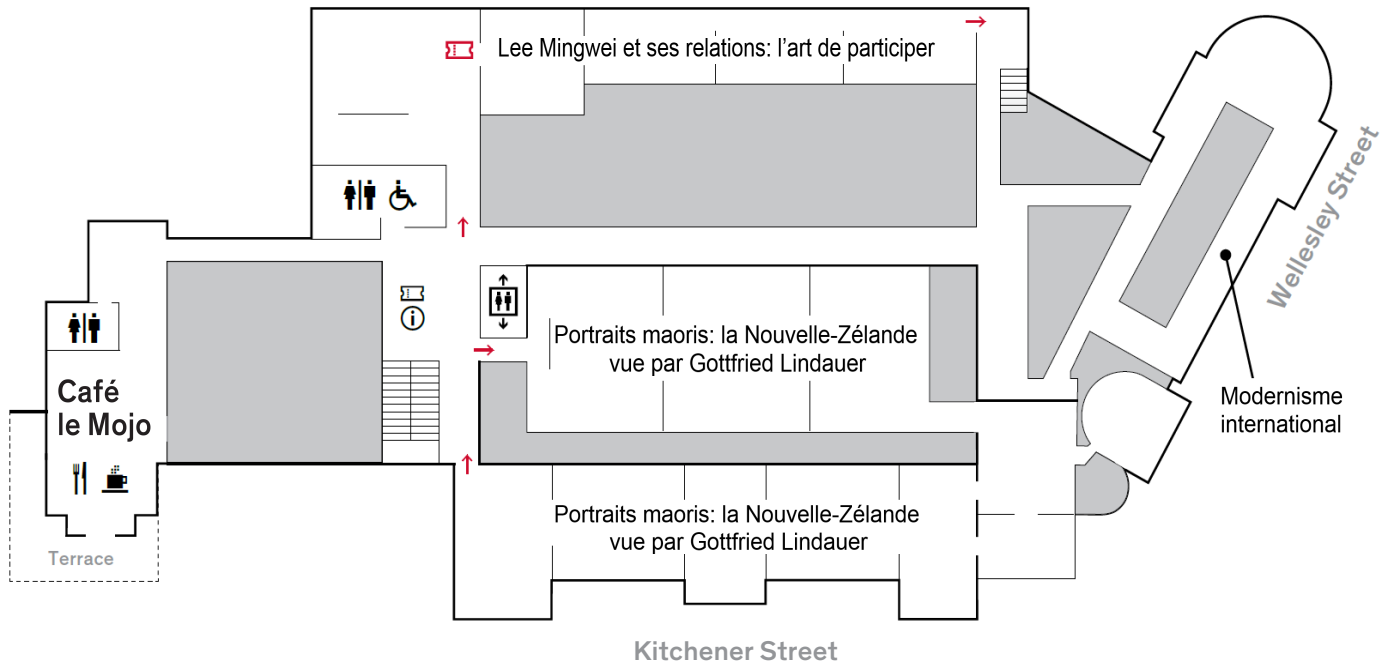 Lee Mingwei et ses relations: l’art de participer
Wellesley Street
Portraits maoris: la Nouvelle-Zélande
vue par Gottfried Lindauer
Café
le Mojo
Modernisme
international
Portraits maoris: la Nouvelle-Zélande
vue par Gottfried Lindauer
Terrace
Kitchener Street